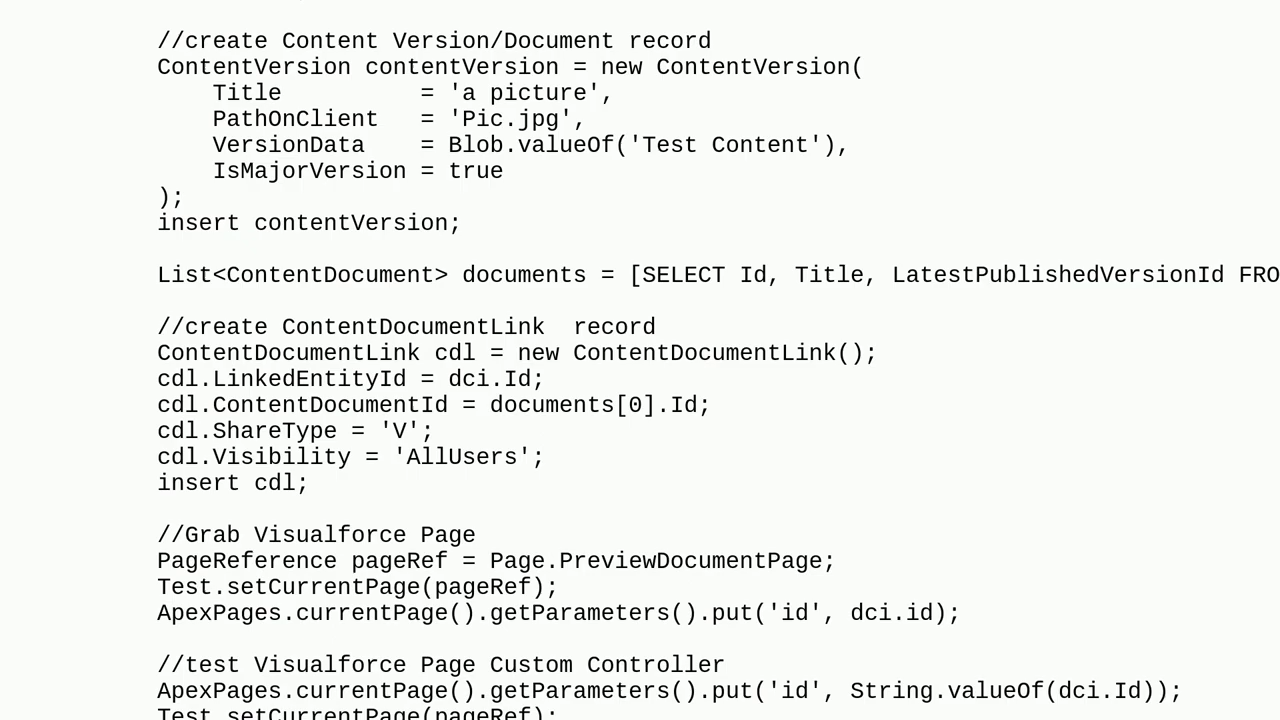 //create Content Version/Document record
ContentVersion contentVersion = new ContentVersion(
    Title          = 'a picture',
    PathOnClient   = 'Pic.jpg',
    VersionData    = Blob.valueOf('Test Content'),
    IsMajorVersion = true
);
insert contentVersion;

List<ContentDocument> documents = [SELECT Id, Title, LatestPublishedVersionId FRO

//create ContentDocumentLink  record
ContentDocumentLink cdl = new ContentDocumentLink();
cdl.LinkedEntityId = dci.Id;
cdl.ContentDocumentId = documents[0].Id;
cdl.ShareType = 'V';
cdl.Visibility = 'AllUsers';
insert cdl;

//Grab Visualforce Page
PageReference pageRef = Page.PreviewDocumentPage;
Test.setCurrentPage(pageRef);
ApexPages.currentPage().getParameters().put('id', dci.id);

//test Visualforce Page Custom Controller
ApexPages.currentPage().getParameters().put('id', String.valueOf(dci.Id));
Test.setCurrentPage(pageRef);